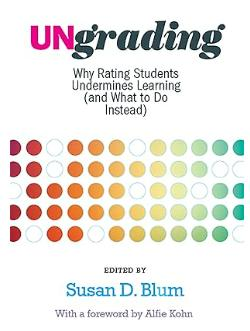 UNgrading
Why Rating Students
Undermines Learning
(and What to Do
Instead)
EDITED BY
Susan D. Blum
With a foreword by Alfie Kohn